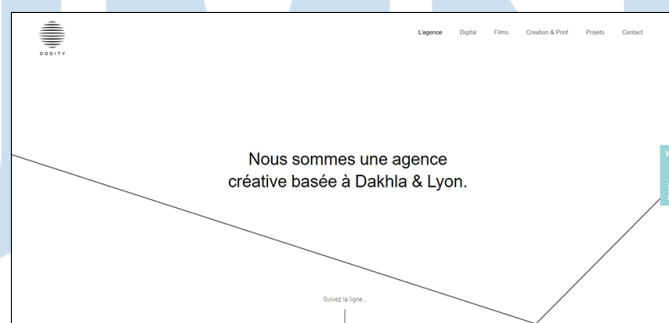 ODDITY
L'agence Digital Films Creation & Print Projets Contact
Nous sommes une agence
créative basée à Dakhla & Lyon.
Suivez la ligne...